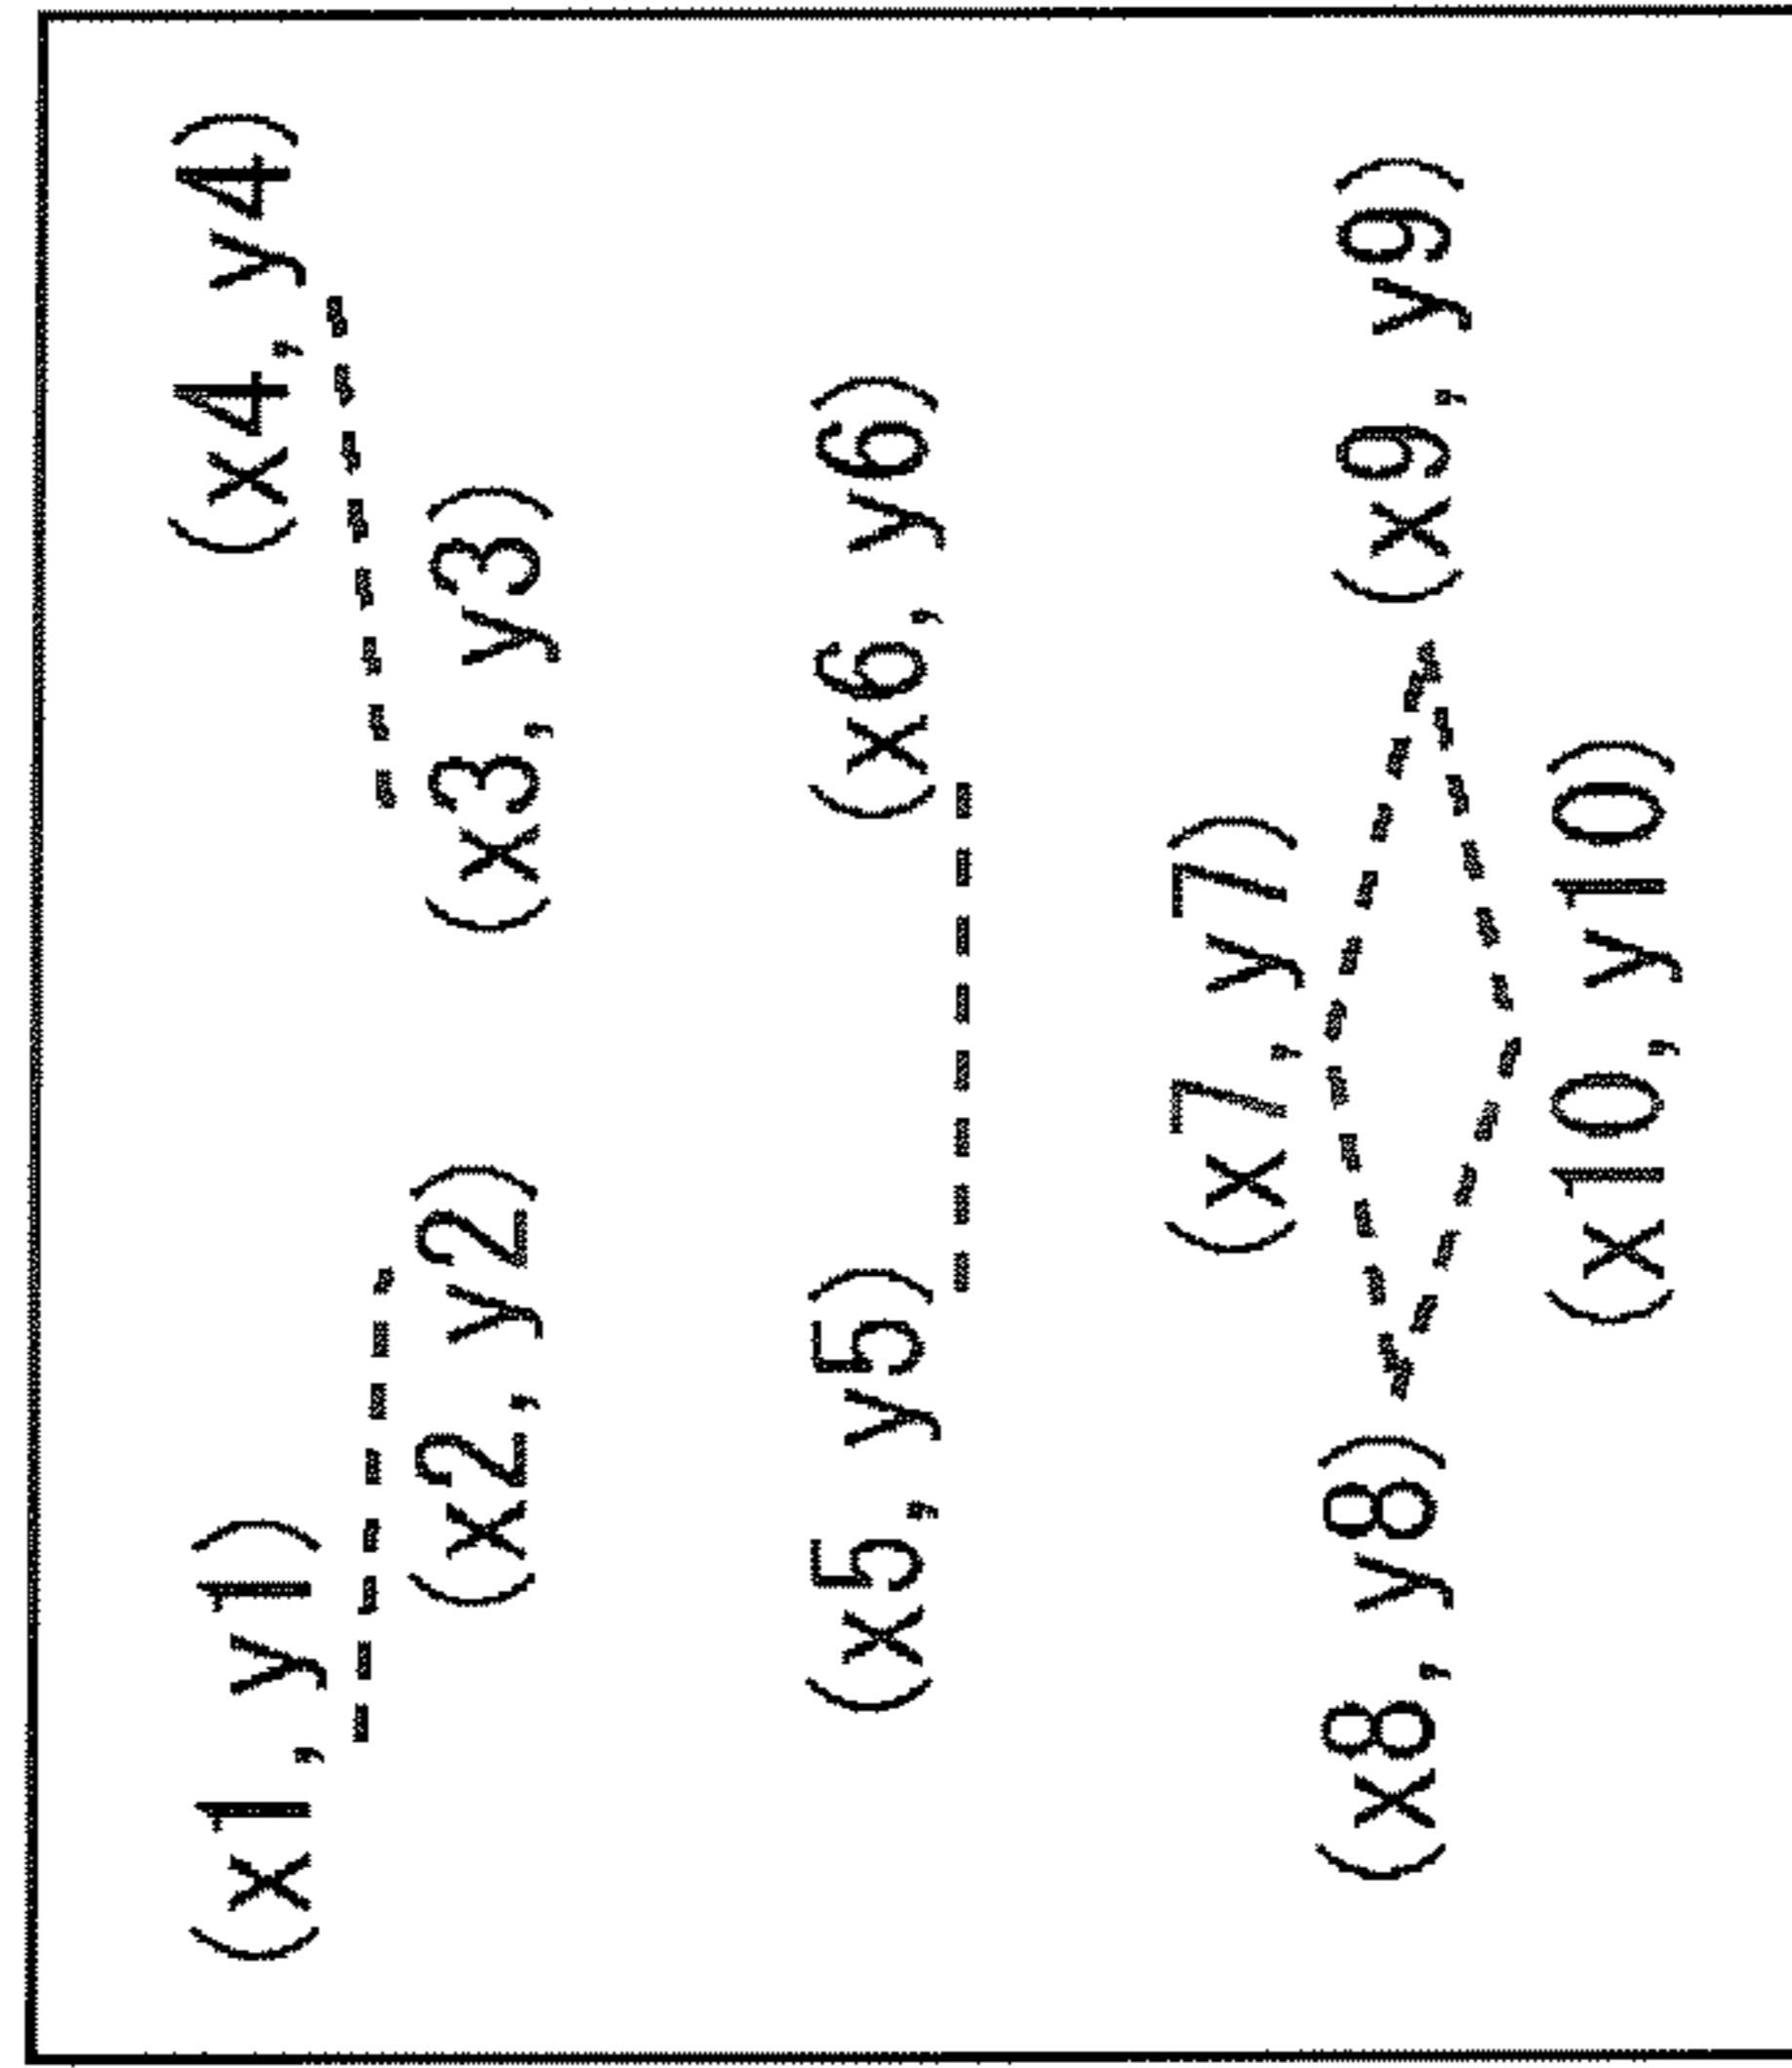 (x1, y1)
(x4, y4)
(x2, y2)
(x3, y3)
(x5, y5)
(x6, y6)
(x7, y7)
(x8, y8)
(x9, y9)
(x10, y10)